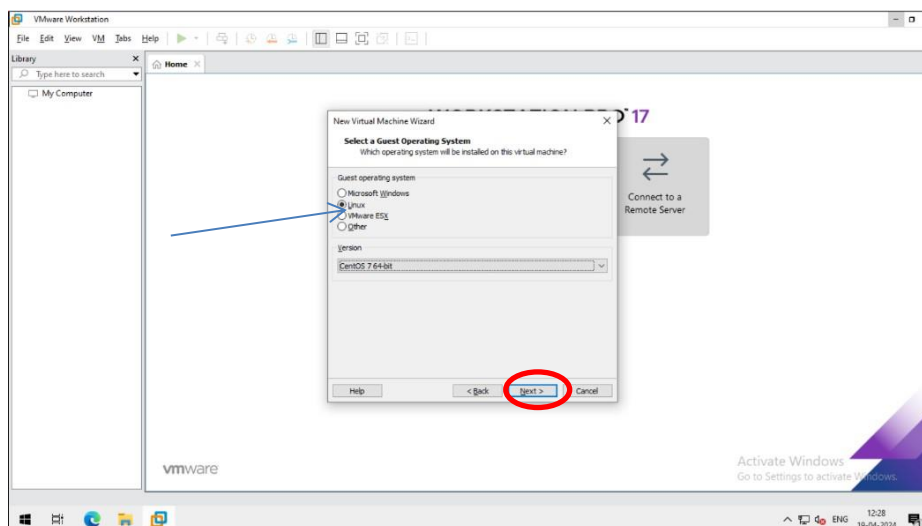 VMware Workstation
File Edit View VM Tabs Help
Library
Type here to search
My Computer
Home
17
New Virtual Machine Wizard
Select a Guest Operating System
Which operating system will be installed on this virtual machine?
Guest operating system
Microsoft Windows
Linux
VMware ESX
Other
Version
CentOS 7 64-bit
Help < Back Next > Cancel
Connect to a
Remote Server
vmware
Activate Windows
Go to Settings to activate Windows.
ENG
12:28
19-04-2024